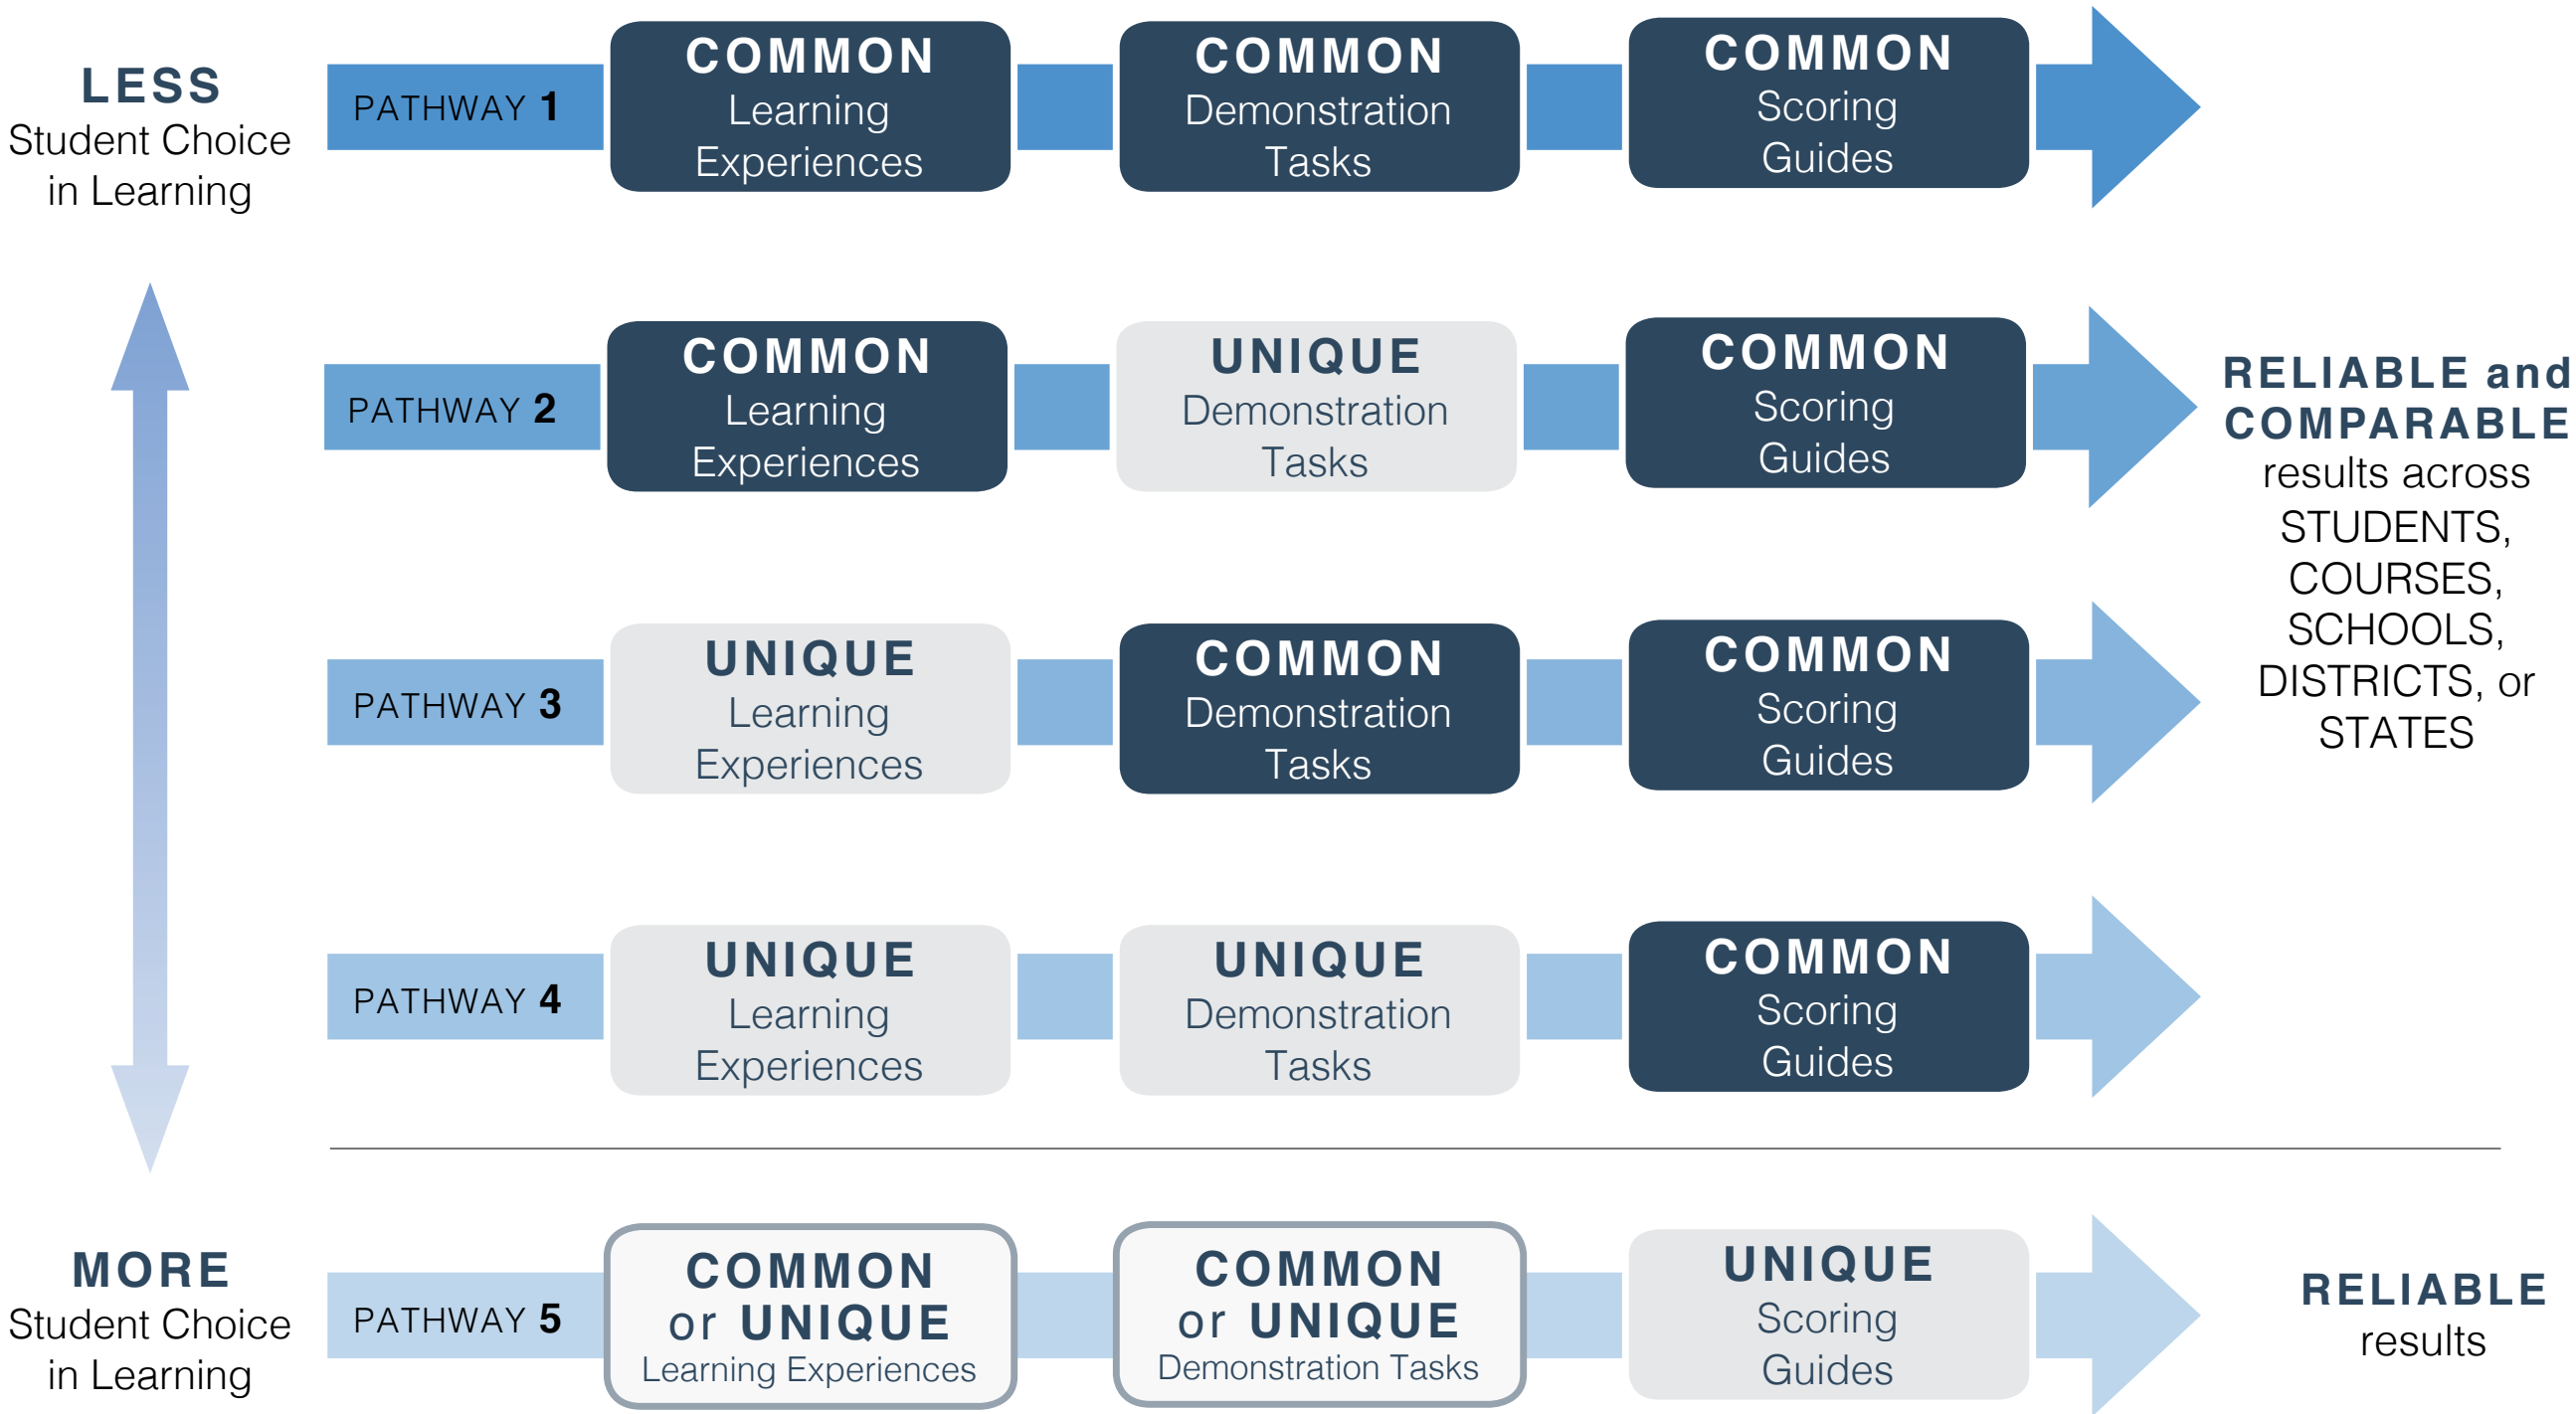 LESS
Student Choice
in Learning
PATHWAY 1
COMMON
Learning
Experiences
COMMON
Demonstration
Tasks
COMMON
Scoring
Guides
PATHWAY 2
COMMON
Learning
Experiences
UNIQUE
Demonstration
Tasks
COMMON
Scoring
Guides
RELIABLE and
COMPARABLE
results across
STUDENTS,
COURSES,
SCHOOLS,
DISTRICTS, or
STATES
PATHWAY 3
UNIQUE
Learning
Experiences
COMMON
Demonstration
Tasks
COMMON
Scoring
Guides
PATHWAY 4
UNIQUE
Learning
Experiences
UNIQUE
Demonstration
Tasks
COMMON
Scoring
Guides
MORE
Student Choice
in Learning
PATHWAY 5
COMMON
or UNIQUE
Learning Experiences
COMMON
or UNIQUE
Demonstration Tasks
UNIQUE
Scoring
Guides
RELIABLE
results